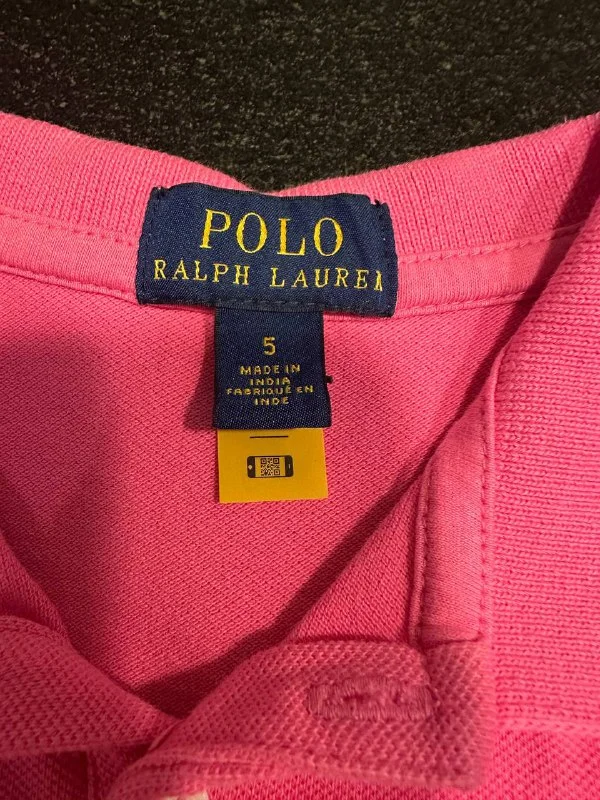 POLO
RALPH LAUREN
5
MADE IN
INDIA
FABRIQUÉ EN
INDE